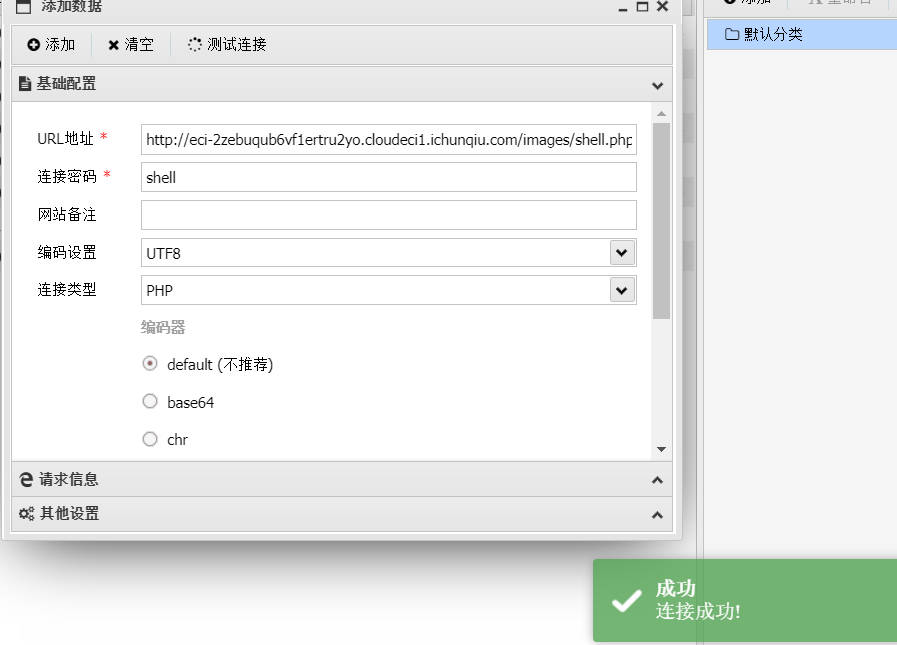 添加数据
添加 清空 测试连接
基础配置
URL地址 * http://eci-2zebuqub6vf1ertru2yo.cloudeci1.ichunqiu.com/images/shell.php
连接密码 * shell
网站备注
编码设置 UTF8
连接类型 PHP
编码器
default (不推荐)
base64
chr
请求信息
其他设置
添加 重命名
默认分类
成功
连接成功!